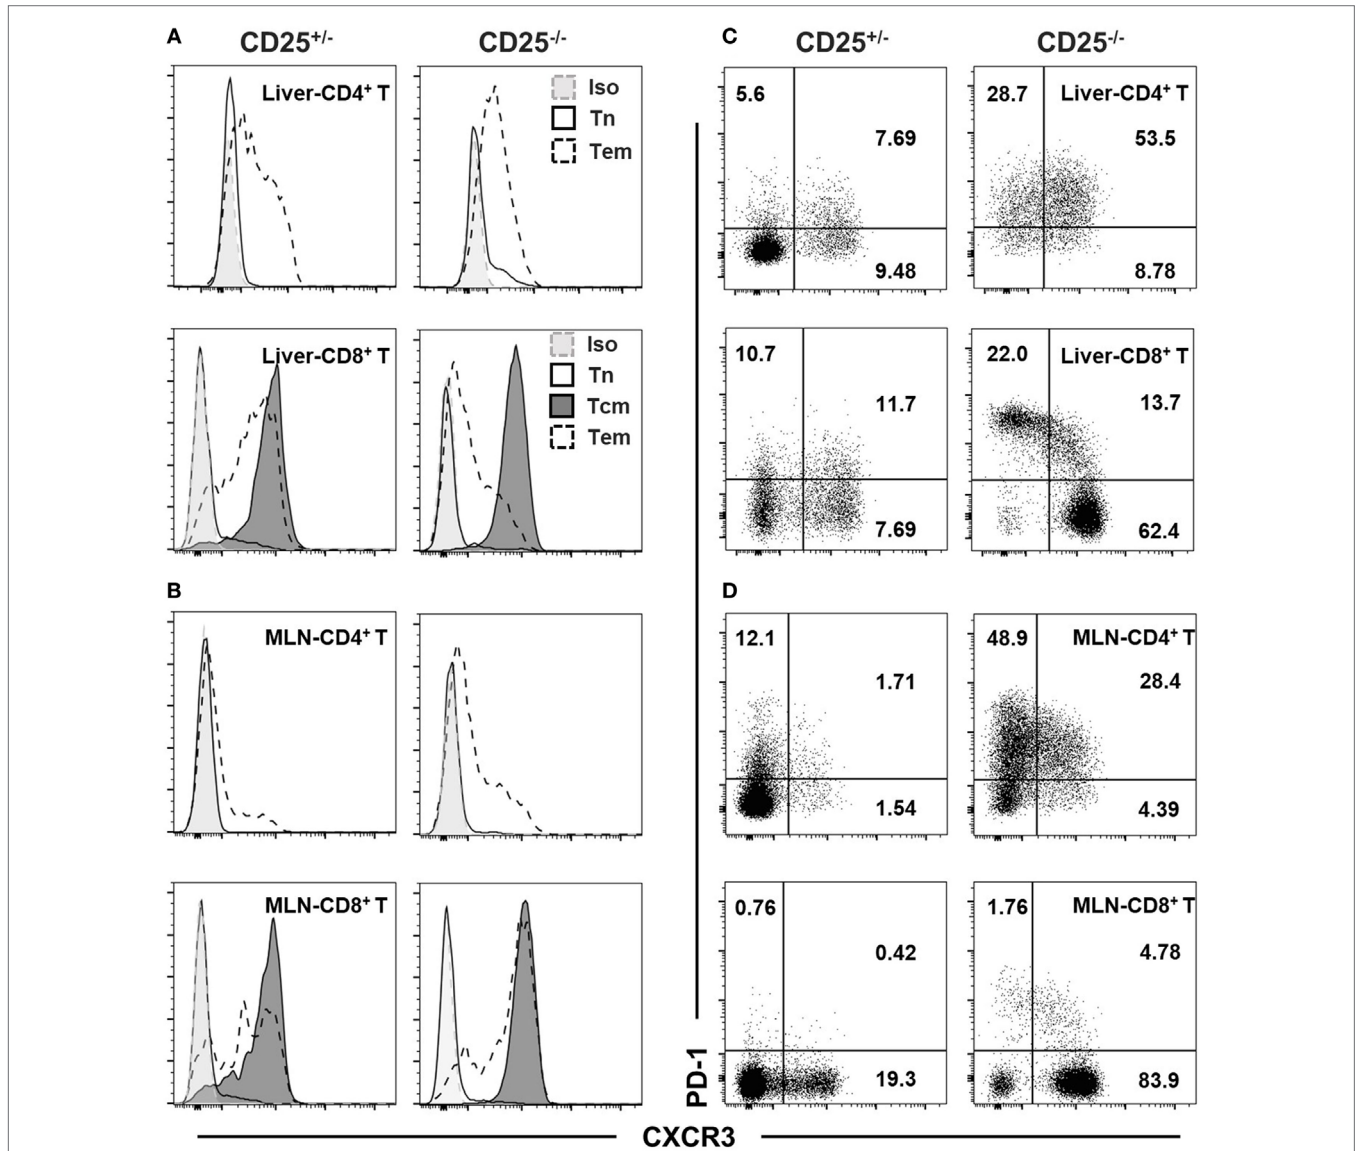 A
CD25+/-
CD25-/-
Liver-CD4+ T
Iso
Tn
Tem
Liver-CD8+ T
Iso
Tn
Tcm
Tem
B
MLN-CD4+ T
MLN-CD8+ T
C
CD25+/-
CD25-/-
5.6
7.69
9.48
28.7
Liver-CD4+ T
53.5
8.78
10.7
11.7
7.69
22.0
Liver-CD8+ T
13.7
62.4
D
12.1
1.71
1.54
48.9
MLN-CD4+ T
28.4
4.39
0.76
0.42
19.3
1.76
MLN-CD8+ T
4.78
83.9
PD-1
CXCR3